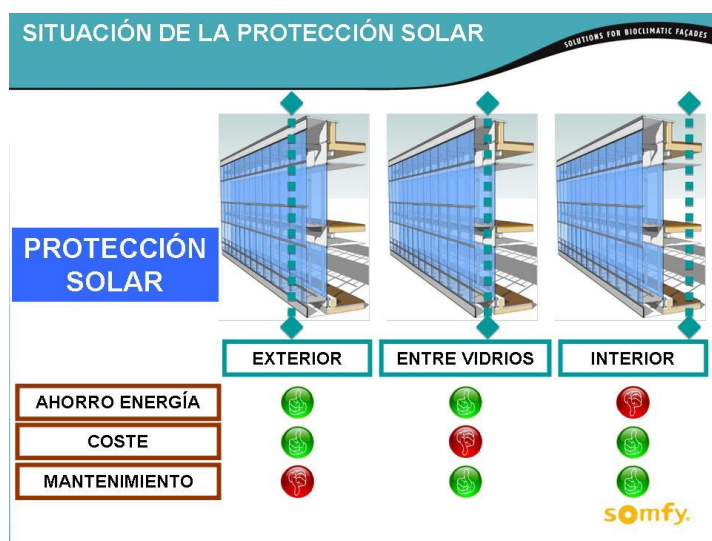 SITUACIÓN DE LA PROTECCIÓN SOLAR
SOLUTIONS FOR BIOCLIMATIC FAÇADES
PROTECCIÓN
SOLAR
EXTERIOR
ENTRE VIDRIOS
INTERIOR
AHORRO ENERGÍA
COSTE
MANTENIMIENTO
somfy.